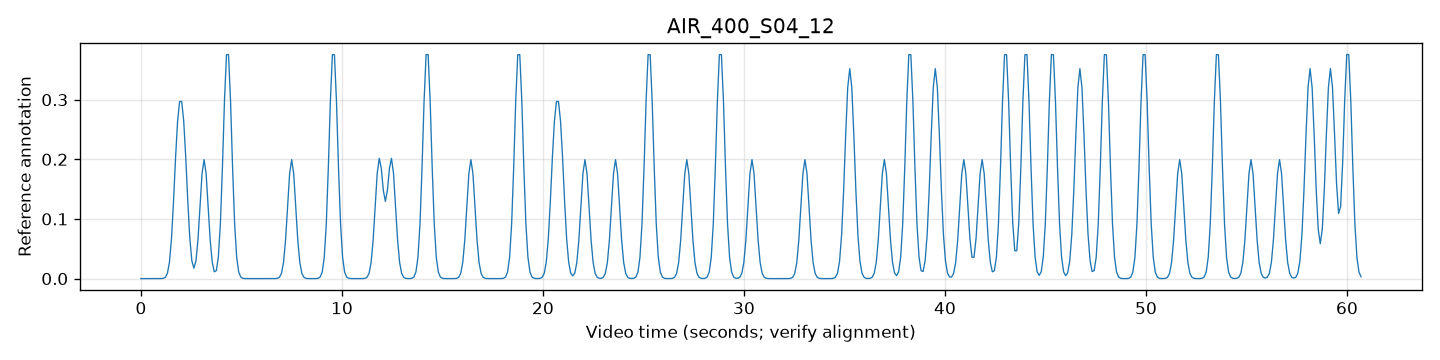 AIR_400_S04_12
Reference annotation
0.3
0.2
0.1
0.0
0 10 20 30 40 50 60
Video time (seconds; verify alignment)